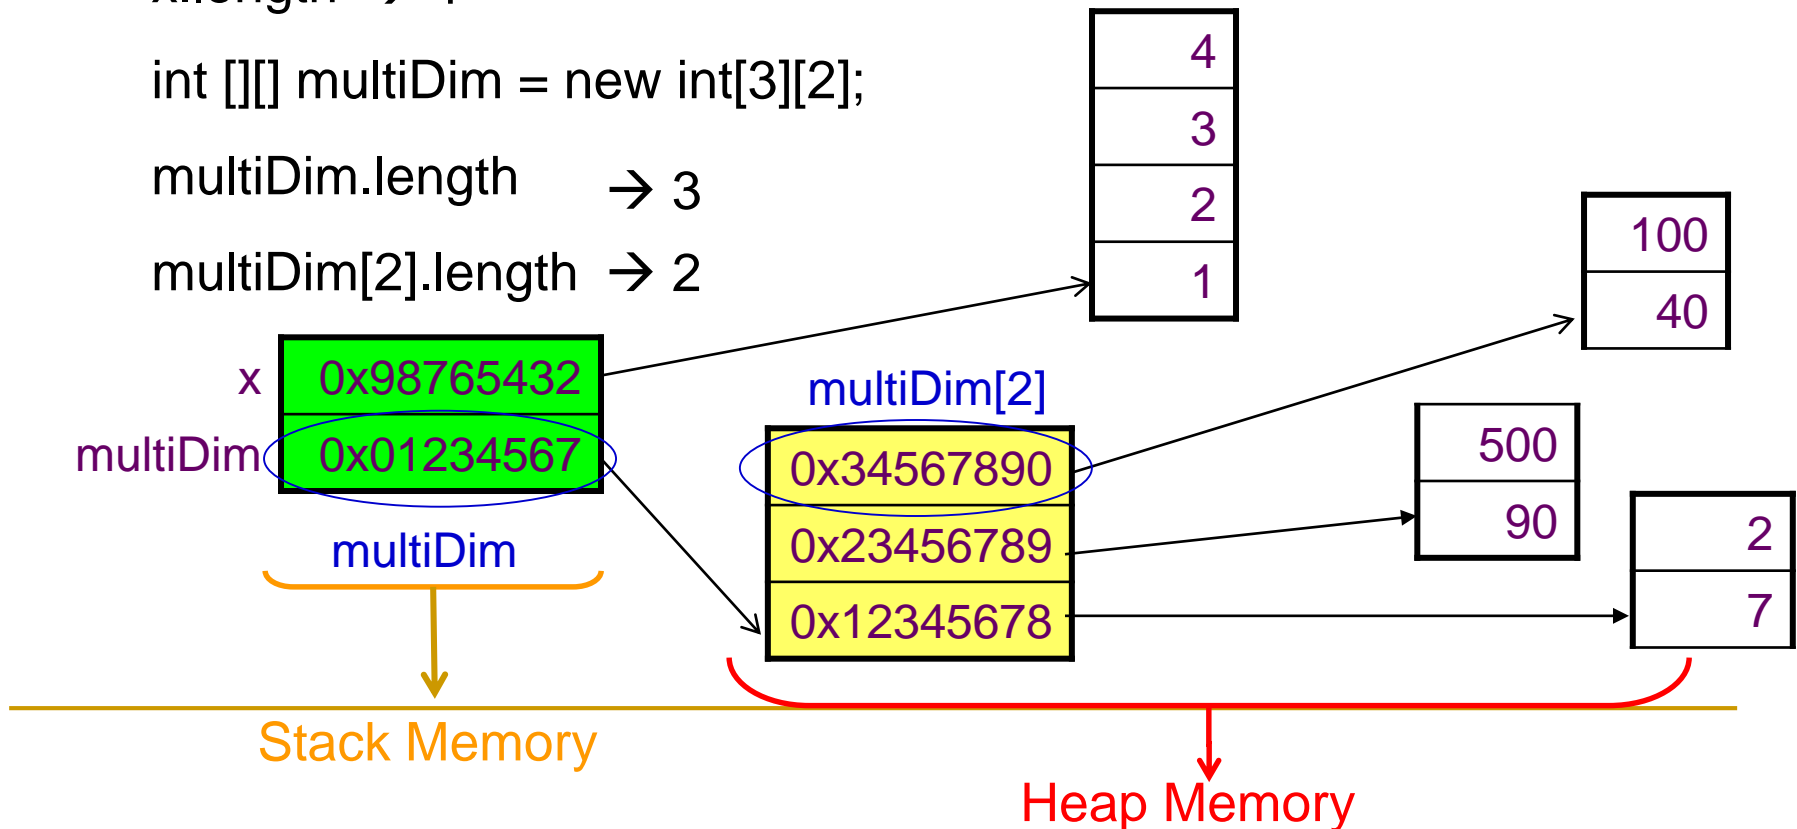 int [][] multiDim = new int[3][2];
multiDim.length → 3
multiDim[2].length → 2
4
3
2
1
100
40
x 0x98765432
multiDim 0x01234567
multiDim
multiDim[2]
0x34567890
0x23456789
0x12345678
500
90
2
7
Stack Memory
Heap Memory